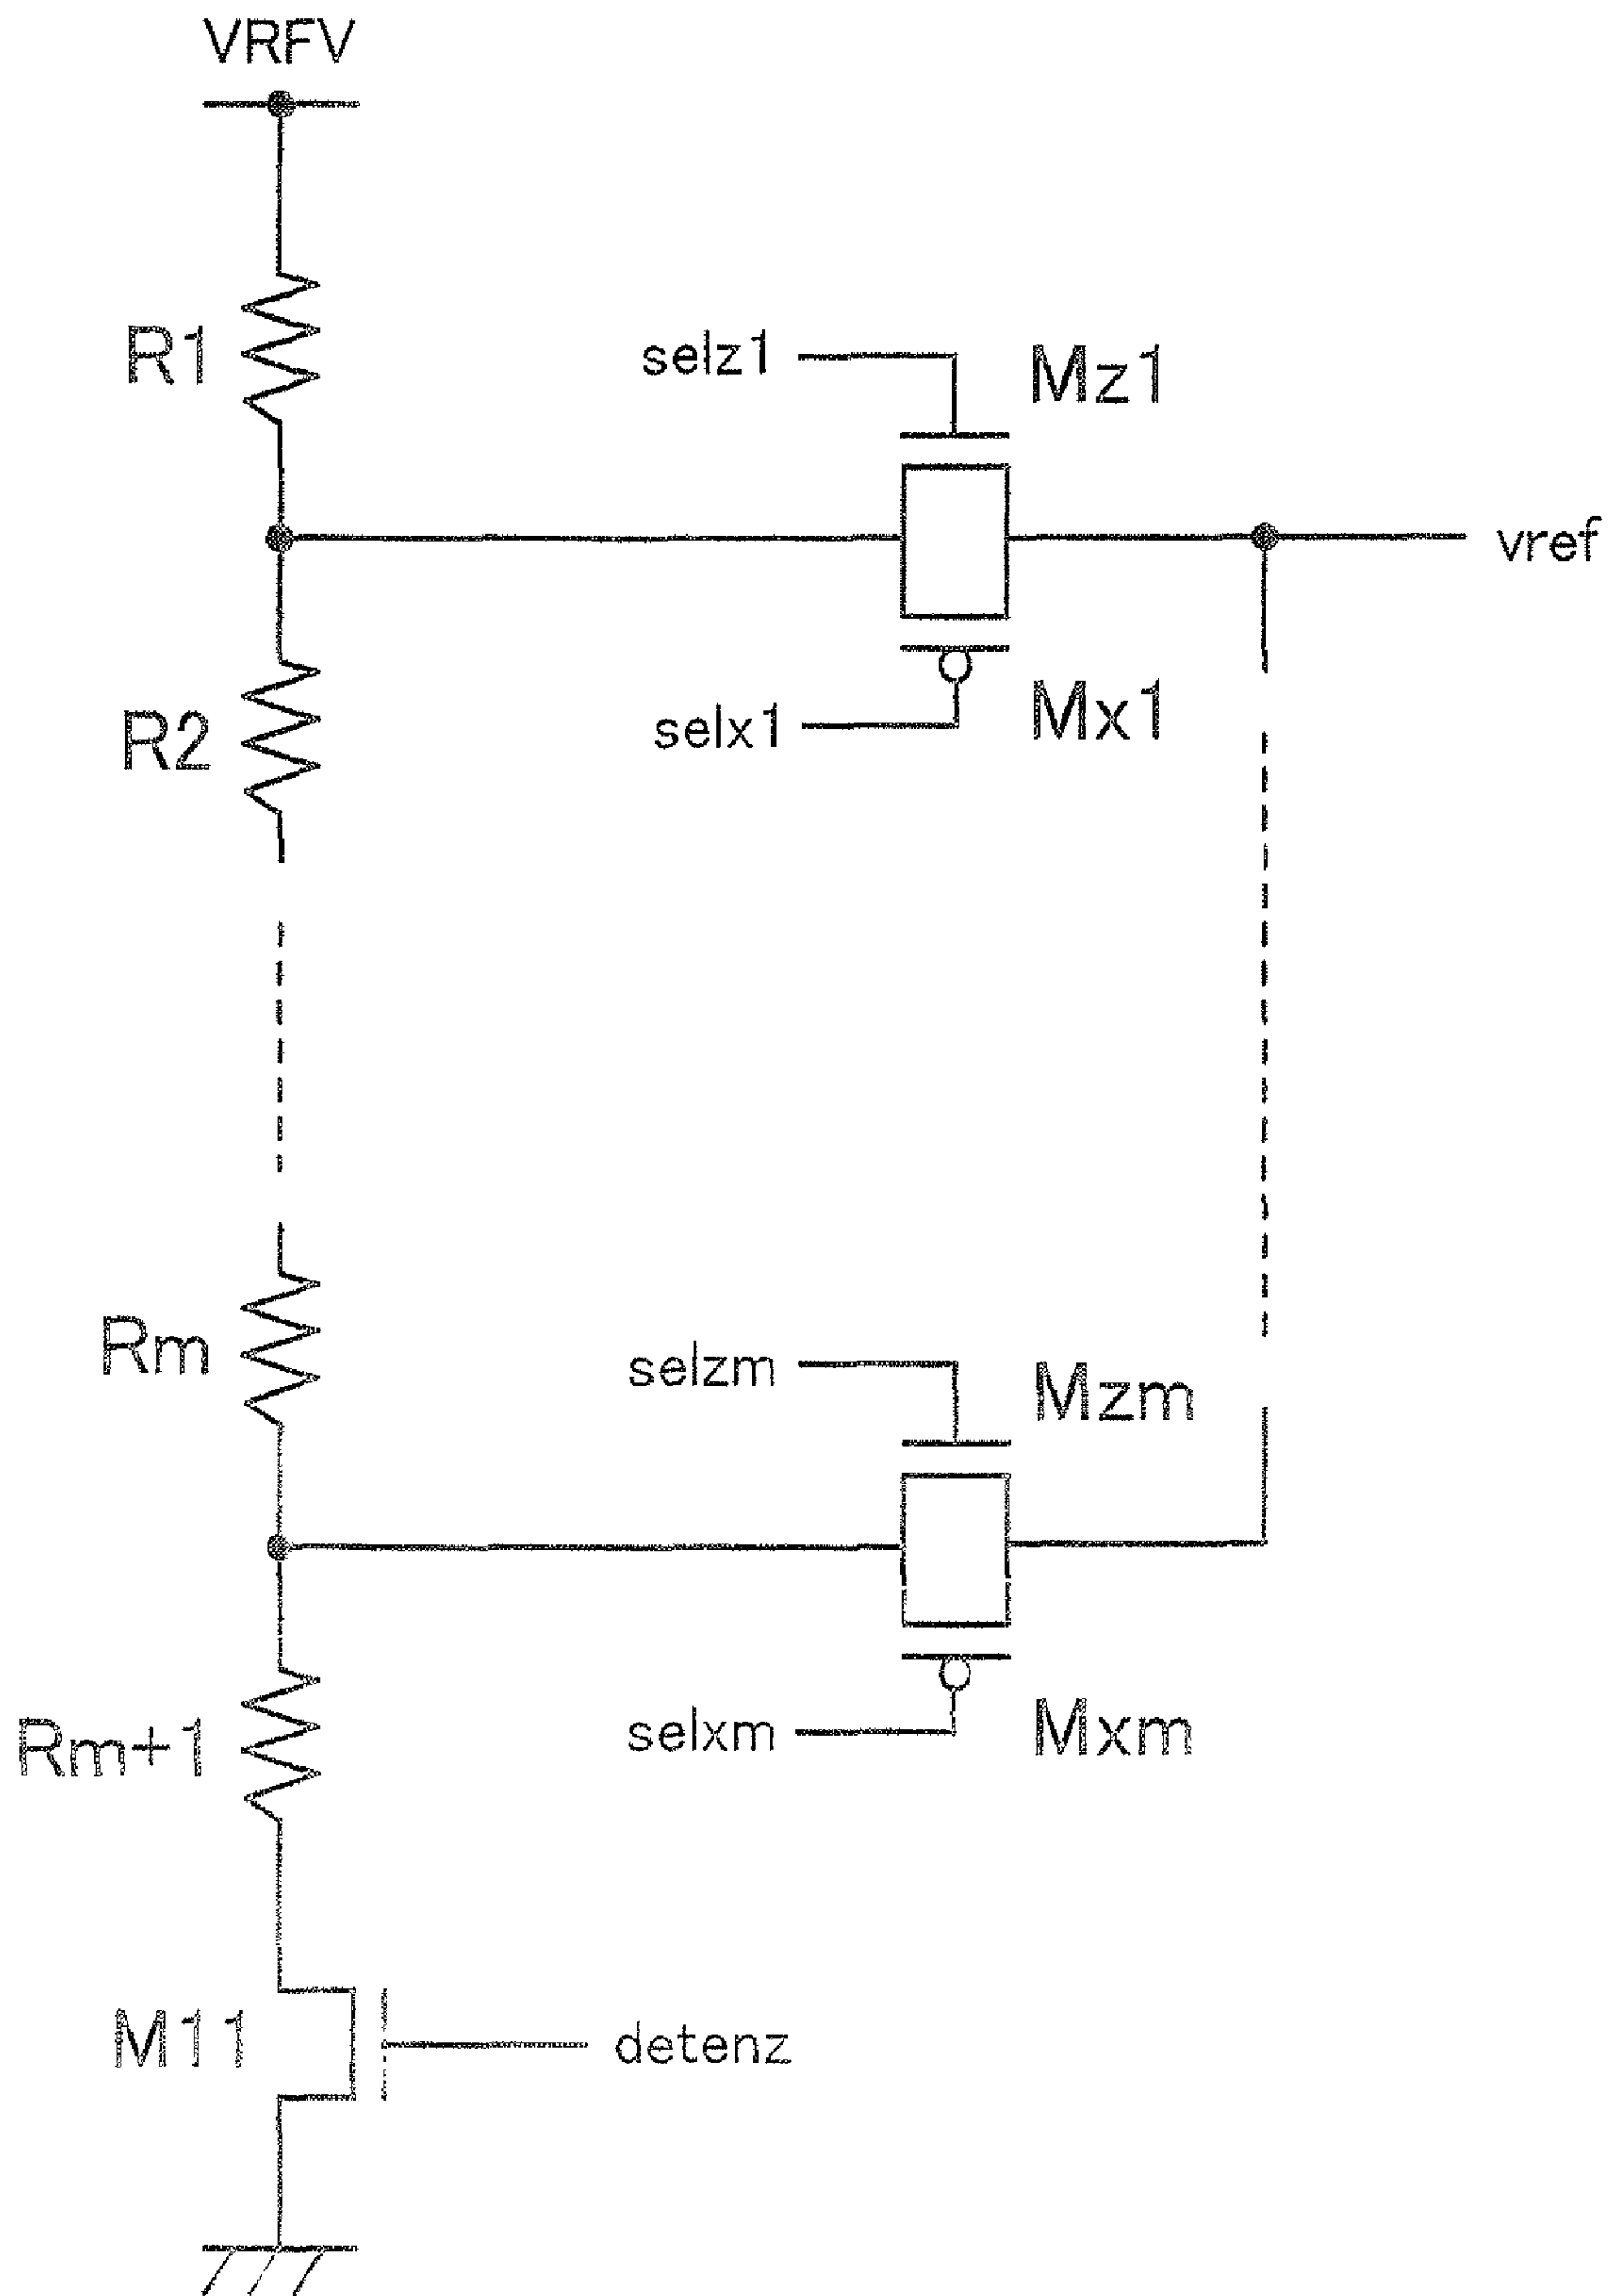 VRFV
R1
selz1
Mz1
vref
selx1
Mx1
R2
Rm
selzm
Mzm
Rm+1
selxm
Mxm
M11
detenz